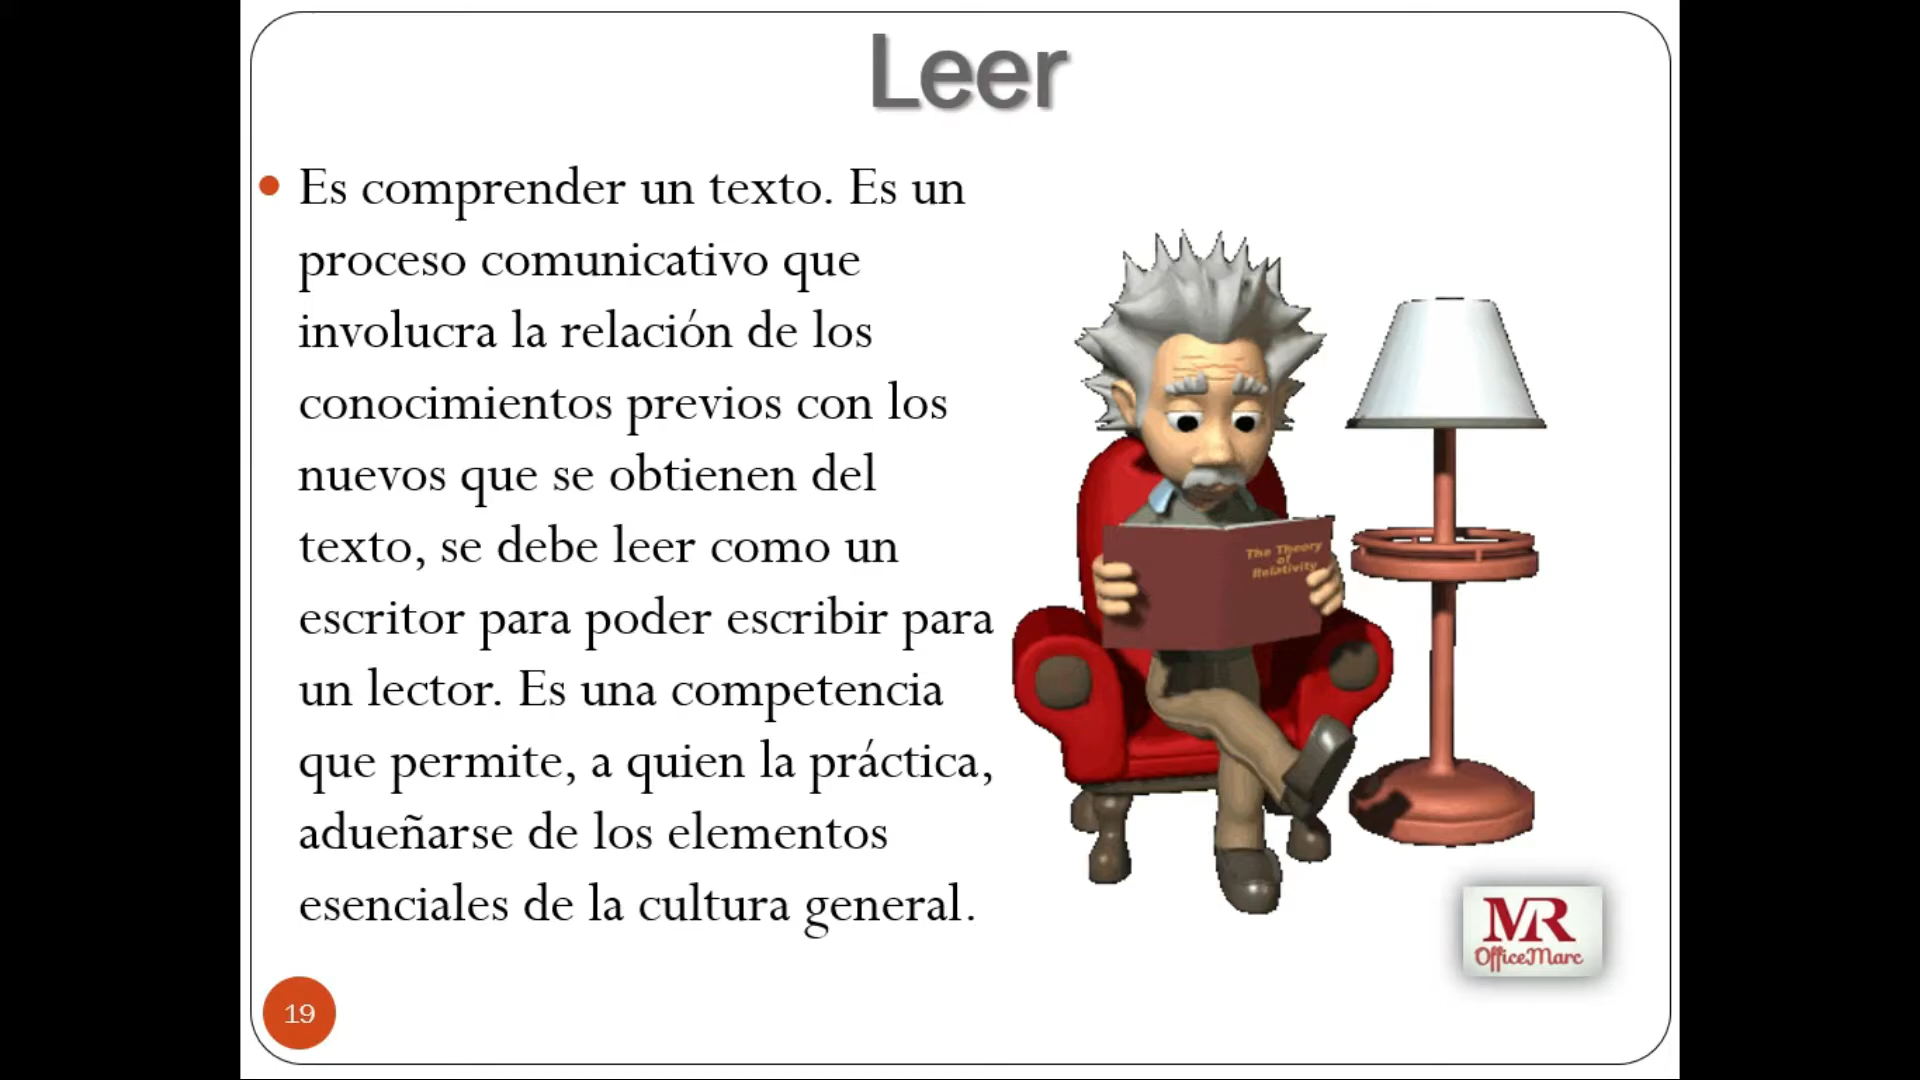 Leer
Es comprender un texto. Es un
proceso comunicativo que
involucra la relación de los
conocimientos previos con los
nuevos que se obtienen del
texto, se debe leer como un
escritor para poder escribir para
un lector. Es una competencia
que permite, a quien la práctica,
adueñarse de los elementos
esenciales de la cultura general.
The Theory
of
Relativity
MR
OfficeMarc
19